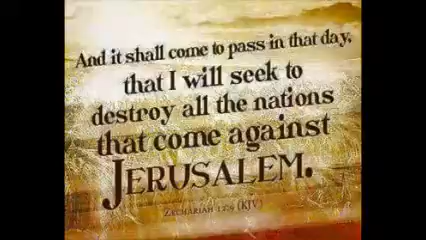 And it shall come to pass in that day,
that I will seek to
destroy all the nations
that come against
JERUSALEM.
ZECHARIAH 12:9 (KJV)